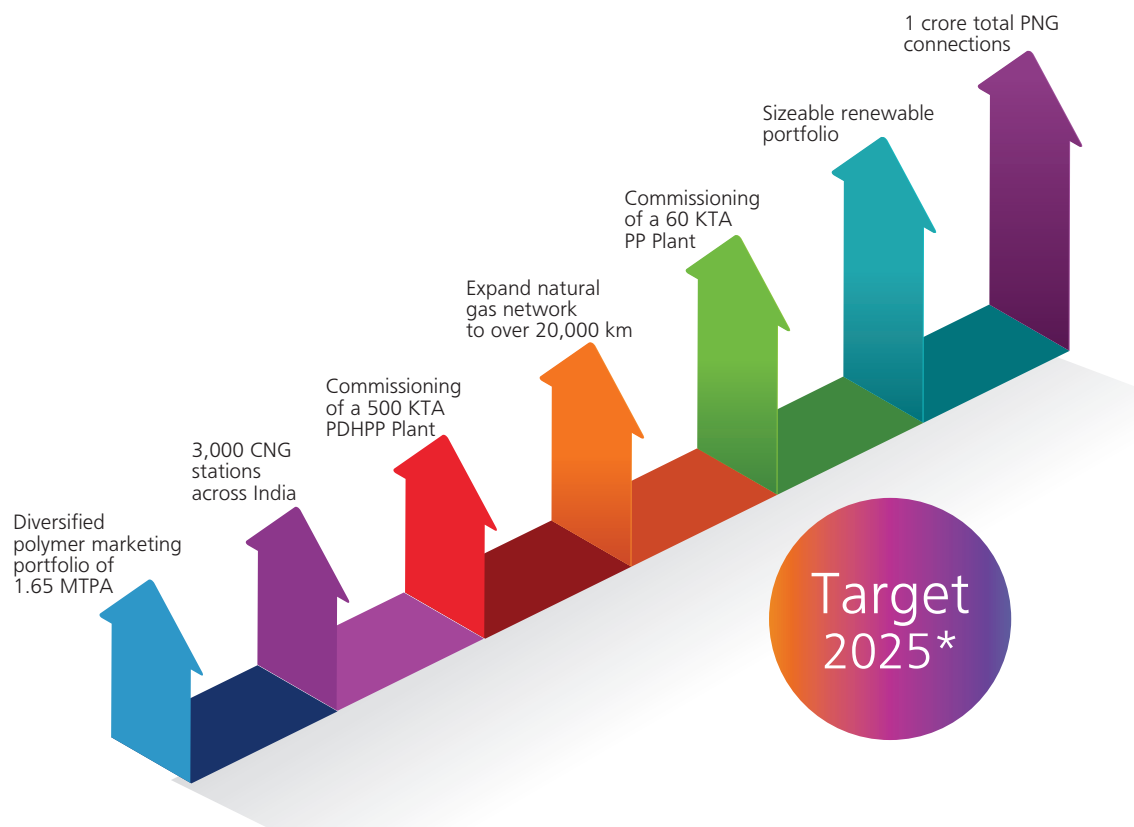 Diversified
polymer marketing
portfolio of
1.65 MTPA
3,000 CNG
stations
across India
Commissioning
of a 500 KTA
PDHPP Plant
Expand natural
gas network
to over 20,000 km
Commissioning
of a 60 KTA
PP Plant
Sizeable renewable
portfolio
1 crore total PNG
connections
Target
2025*